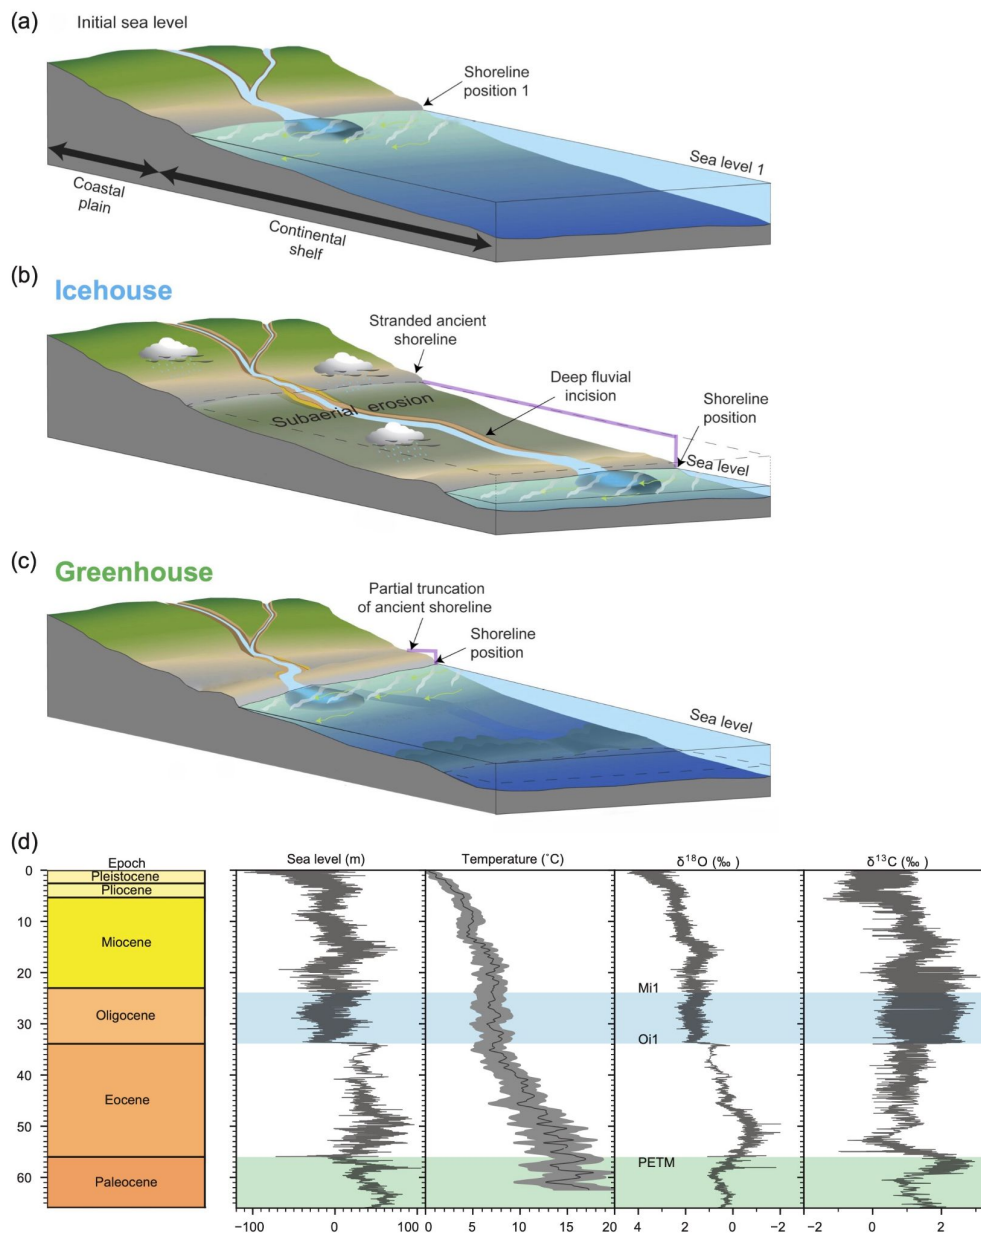 (a) Initial sea level
Shoreline
position 1
Sea level 1
Coastal
plain
Continental
shelf
(b)
Icehouse
Stranded ancient
shoreline
Deep fluvial
incision
Shoreline
position
Subaerial erosion
Sea level
(c)
Greenhouse
Partial truncation
of ancient shoreline
Shoreline
position
Sea level
(d)
Epoch Sea level (m) Temperature (˚C) δ¹⁸O (‰ ) δ¹³C (‰ )
0 Pleistocene
Pliocene
10
Miocene
20
Mi1
Oligocene
30
Oi1
40
Eocene
50
PETM
60 Paleocene
−100 0 100 0 5 10 15 20 4 2 0 −2 −2 0 2